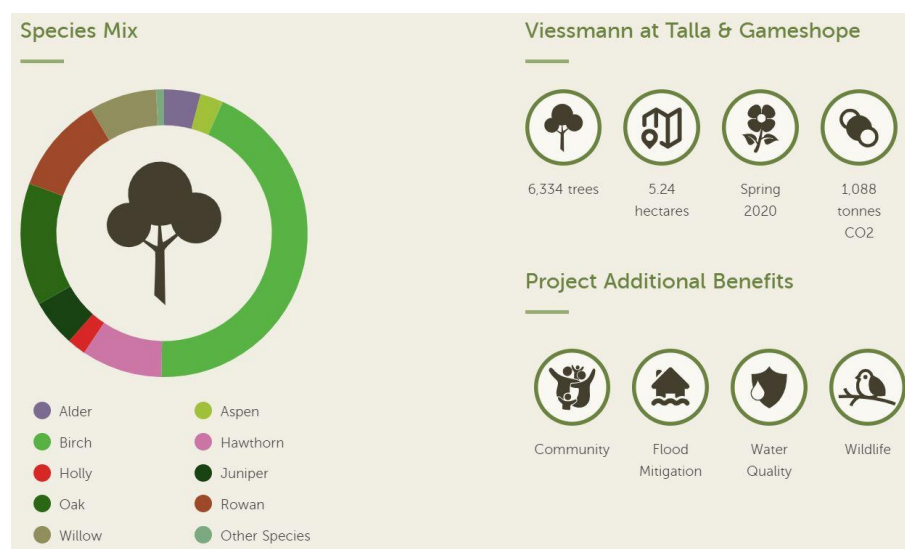 Species Mix
Alder
Aspen
Birch
Hawthorn
Holly
Juniper
Oak
Rowan
Willow
Other Species
Viessmann at Talla & Gameshope
6,334 trees
5.24
hectares
Spring
2020
1,088
tonnes
CO2
Project Additional Benefits
Community
Flood
Mitigation
Water
Quality
Wildlife